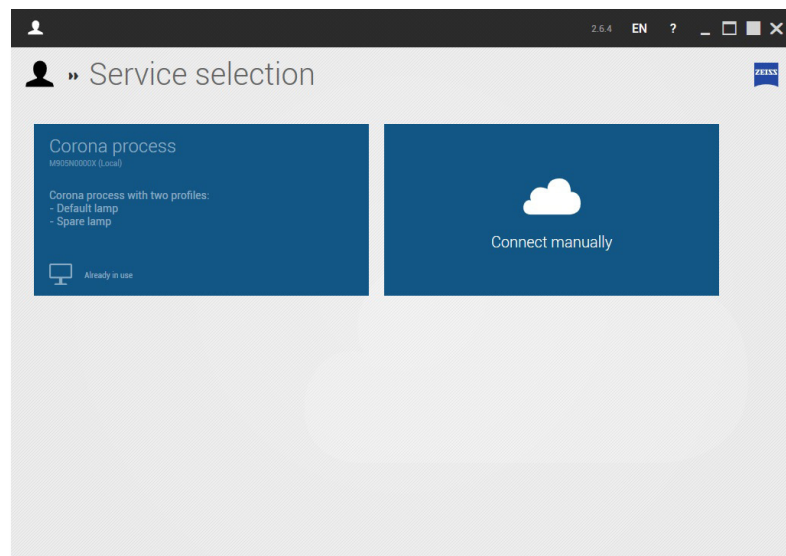 2.6.4 EN ?
» Service selection
ZEISS
Corona process
M905N0000X (Local)
Corona process with two profiles:
- Default lamp
- Spare lamp
Already in use
Connect manually